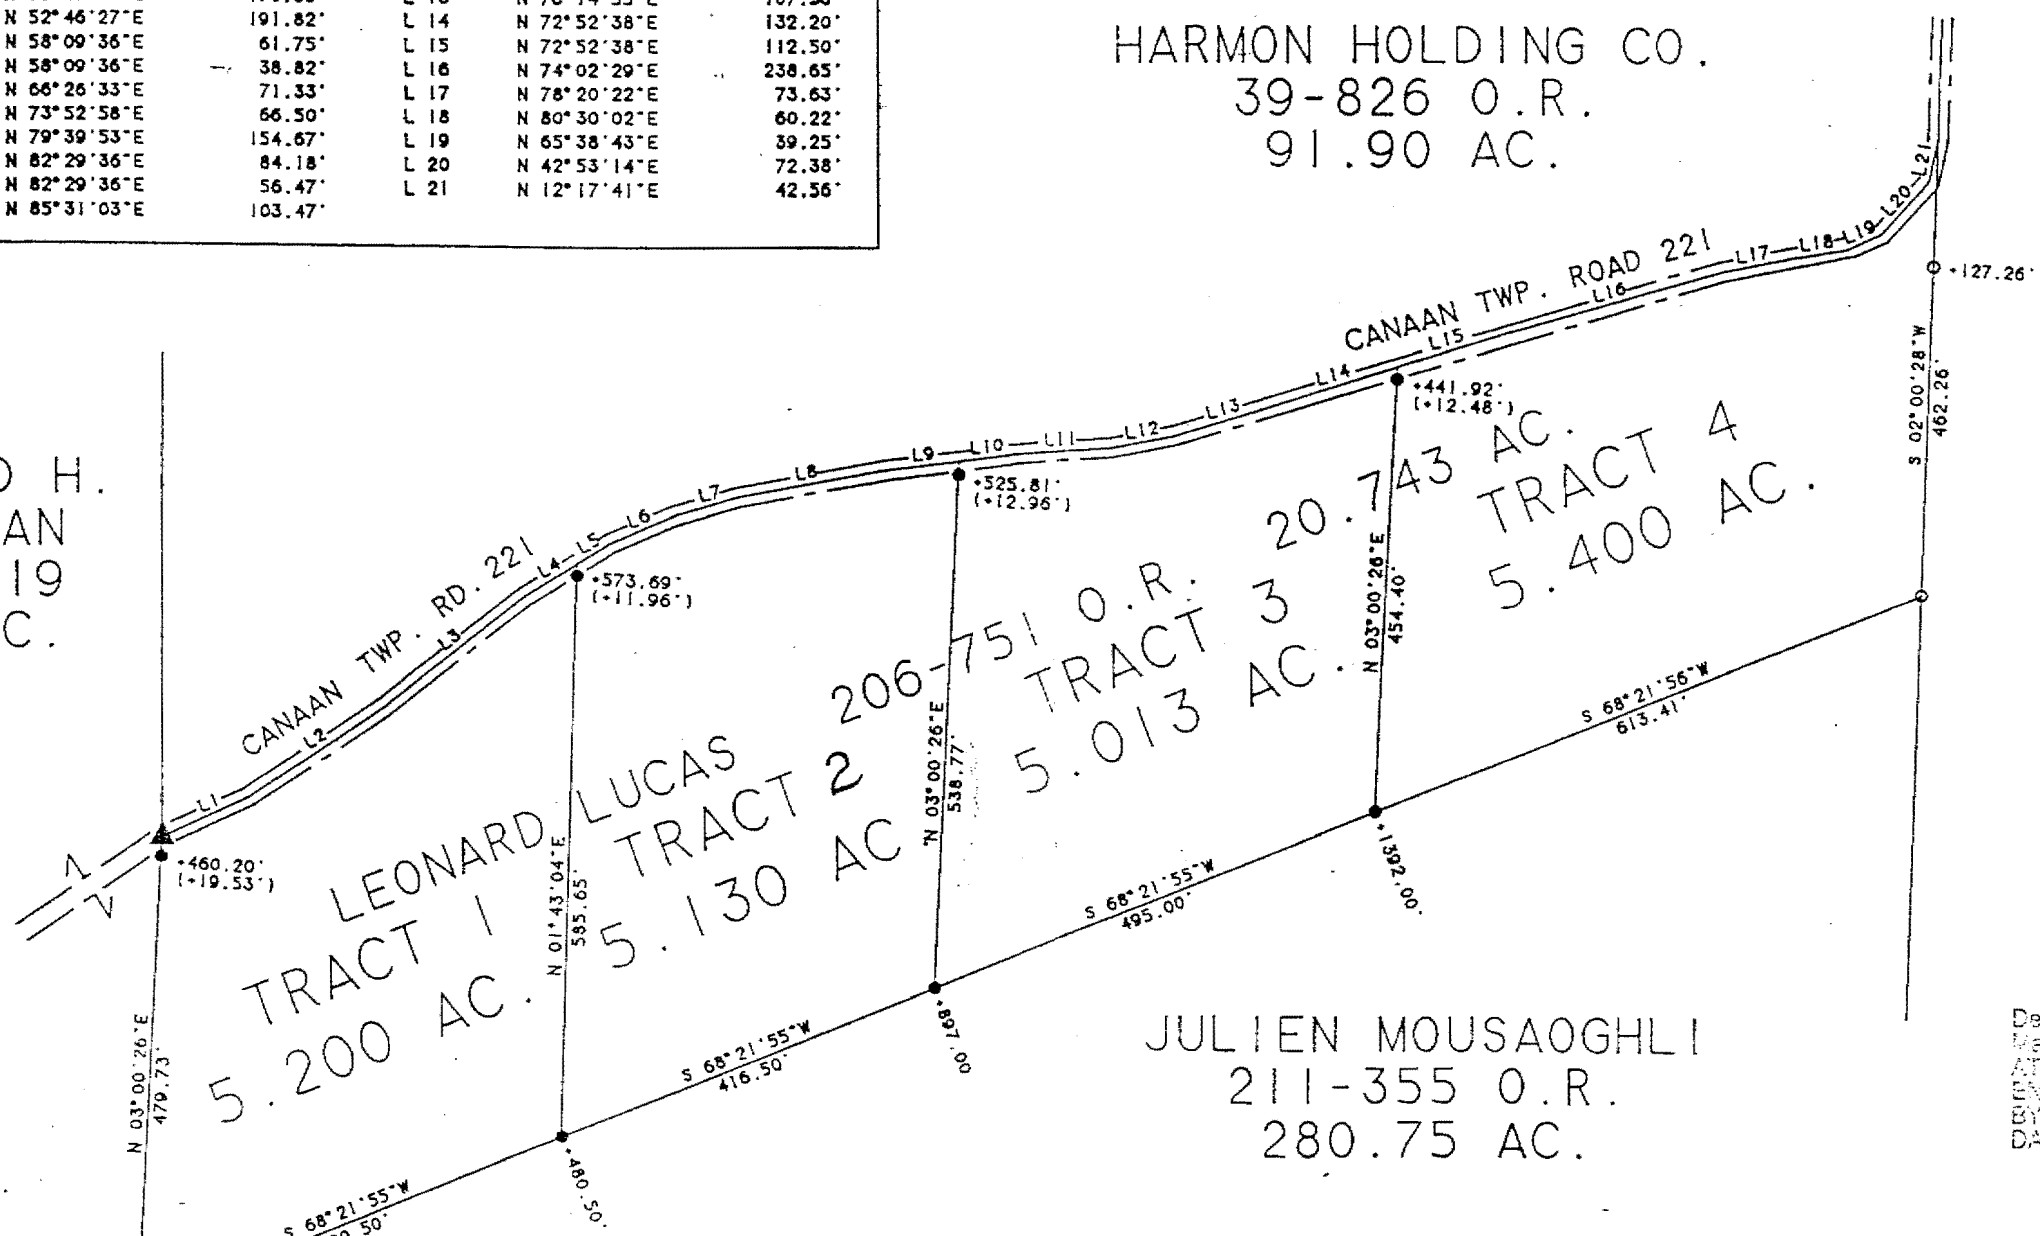 N 52°46'27"E 191.82' L 14 N 72°52'38"E 132.20'
N 58°09'36"E 61.75' L 15 N 72°52'38"E 112.50'
N 58°09'36"E 38.82' L 16 N 74°02'29"E 238.65'
N 66°26'33"E 71.33' L 17 N 78°20'22"E 73.63'
N 73°52'58"E 66.50' L 18 N 80°30'02"E 60.22'
N 79°39'53"E 154.67' L 19 N 65°38'43"E 39.25'
N 82°29'36"E 84.18' L 20 N 42°53'14"E 72.38'
N 82°29'36"E 56.47' L 21 N 12°17'41"E 42.56'
N 85°31'03"E 103.47'
HARMON HOLDING CO.
39-826 O.R.
91.90 AC.
H.
AN
19
C.
CANAAN TWP. RD. 221
CANAAN TWP. ROAD 221
L1
L2
L3
L4
L5
L6
L7
L8
L9
L10
L11
L12
L13
L14
L15
L16
L17
L18
L19
L20
L21
+127.26'
S 02°00'28"W
462.26'
+441.92'
(+12.48')
+525.81'
(+12.96')
+573.69'
(+11.96')
+460.20'
(+19.53')
LEONARD LUCAS 206-751 O.R. 20.743 AC.
TRACT 1
5.200 AC.
TRACT 2
5.130 AC
TRACT 3
5.013 AC.
TRACT 4
5.400 AC.
N 03°00'26"E
479.73'
N 01°43'04"E
585.65'
N 03°00'26"E
538.77'
N 03°00'26"E
454.40'
S 68°21'56"W
613.41'
S 68°21'55"W
495.00'
S 68°21'55"W
416.50'
S 68°21'55"W
50'
+1392.00'
+897.00
+480.50'
JULIEN MOUSAOGHLI
211-355 O.R.
280.75 AC.